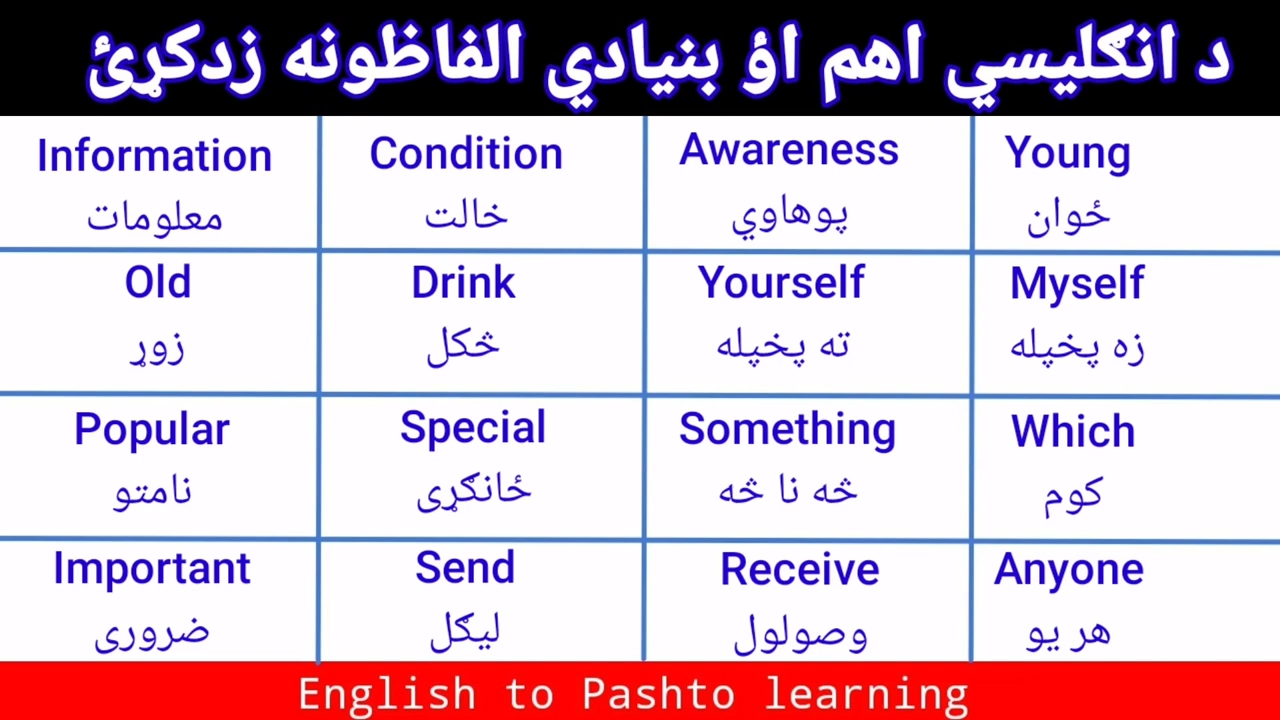 د انګلیسي اهم اؤ بنیادي الفاظونه زدکړئ
Information Condition Awareness Young
معلومات خالت پوهاوي ځوان
Old Drink Yourself Myself
زوړ څکل ته پخپله زه پخپله
Popular Special Something Which
نامتو ځانګړی څه نا څه کوم
Important Send Receive Anyone
ضروری لیګل وصولول هر یو
English to Pashto learning